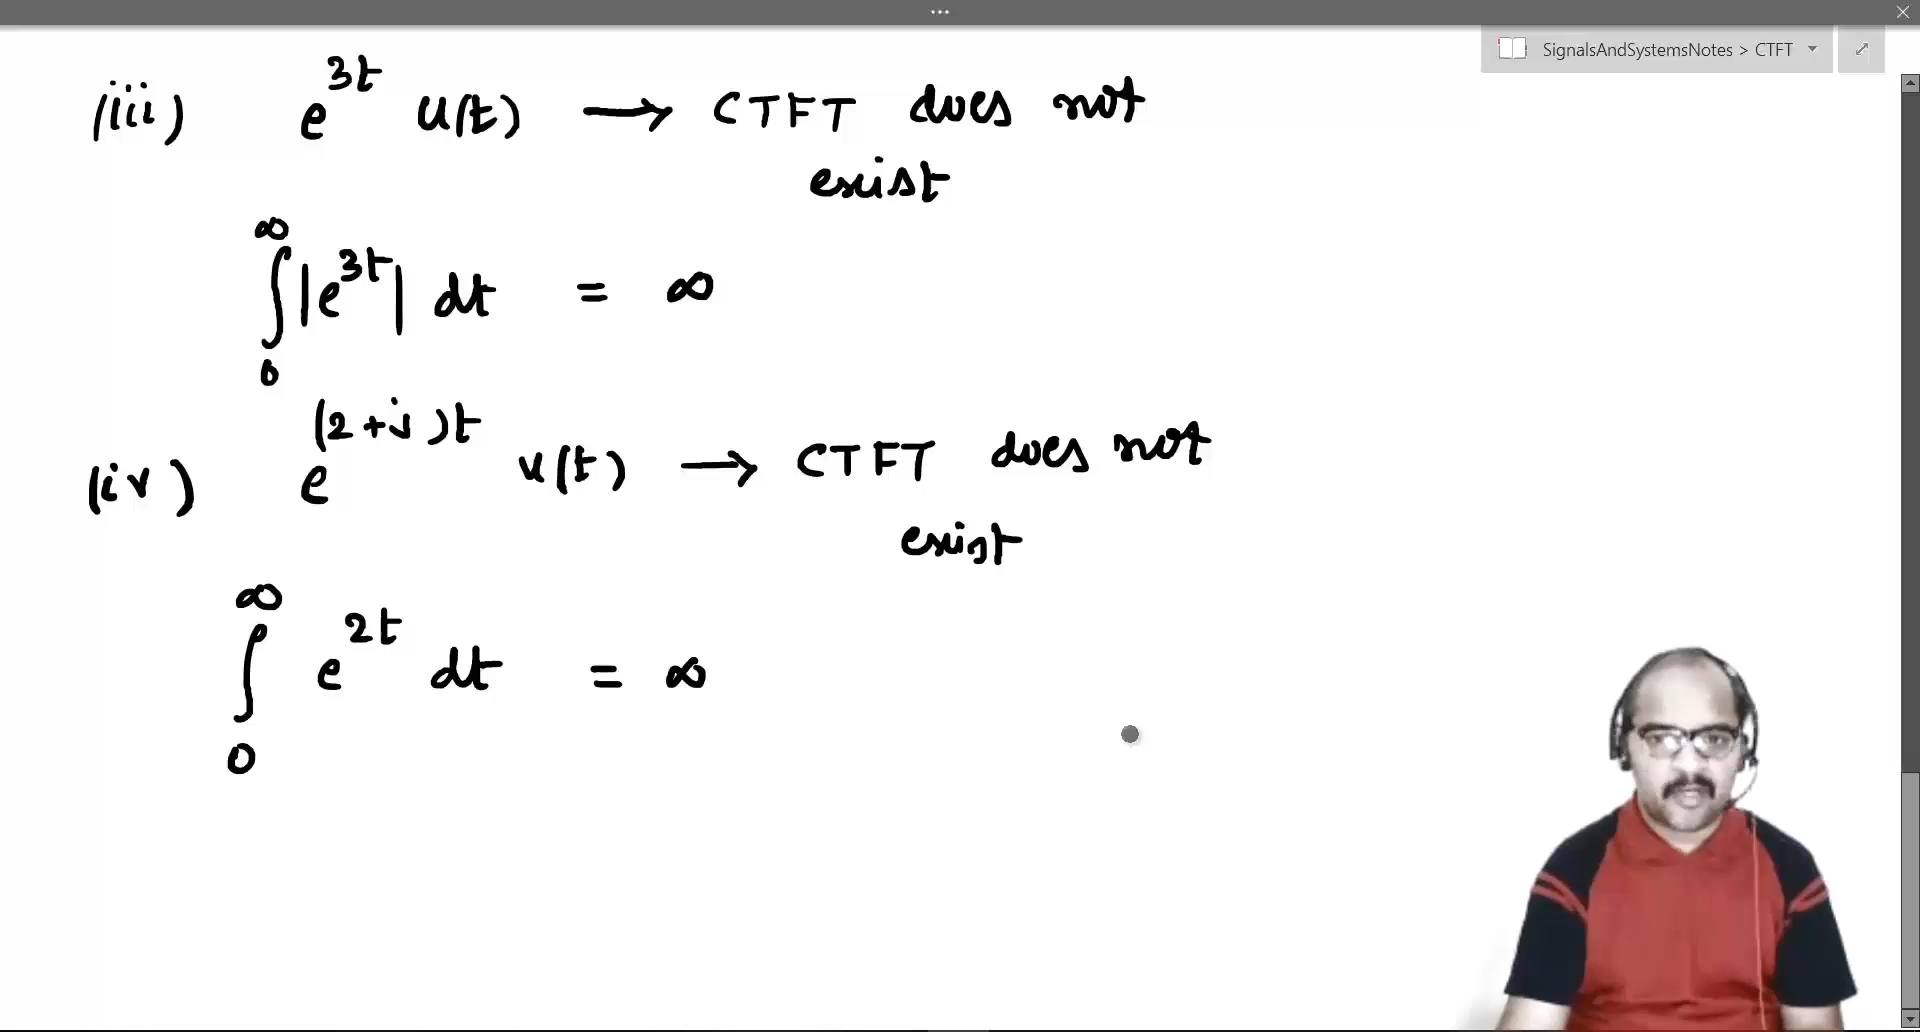 SignalsAndSystemsNotes > CTFT
(iii) e^{3t} u(t) → CTFT does not
exist
∫_0^∞ |e^{3t}| dt = ∞
(iv) e^{(2+j)t} u(t) → CTFT does not
exist
∫_0^∞ e^{2t} dt = ∞